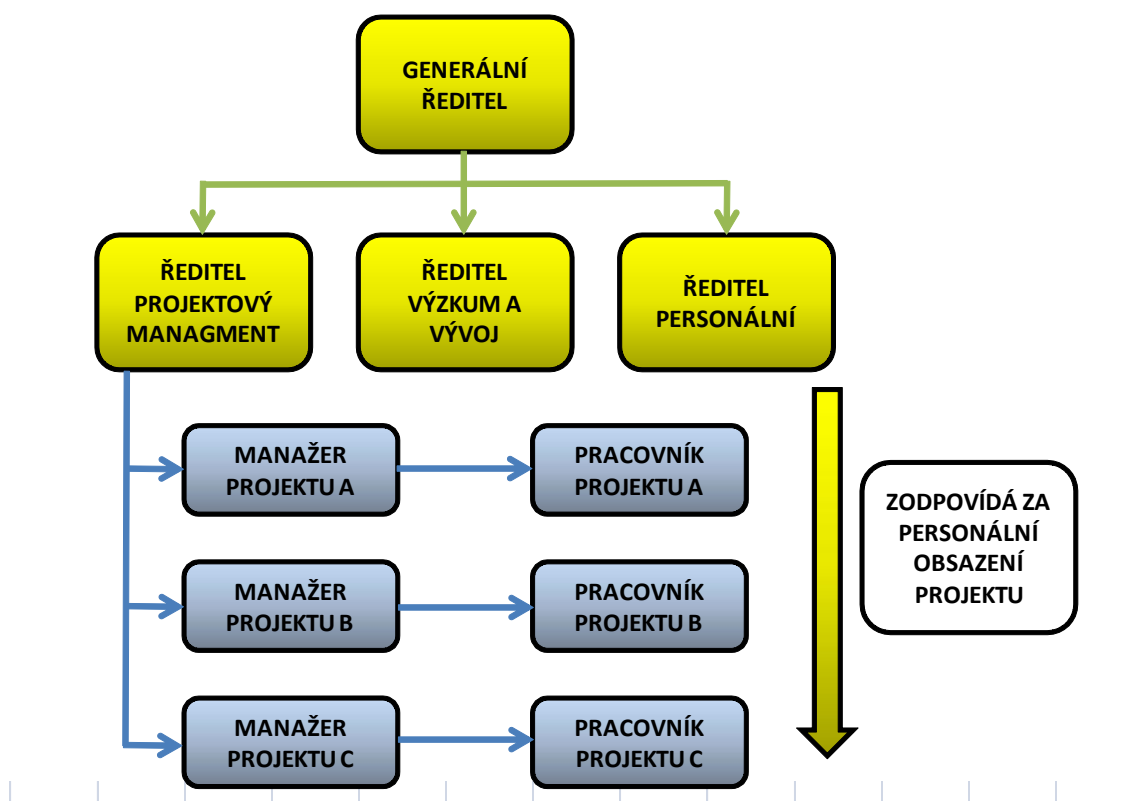 GENERÁLNÍ
ŘEDITEL
ŘEDITEL
PROJEKTOVÝ
MANAGMENT
ŘEDITEL
VÝZKUM A
VÝVOJ
ŘEDITEL
PERSONÁLNÍ
MANAŽER
PROJEKTU A
PRACOVNÍK
PROJEKTU A
MANAŽER
PROJEKTU B
PRACOVNÍK
PROJEKTU B
MANAŽER
PROJEKTU C
PRACOVNÍK
PROJEKTU C
ZODPOVÍDÁ ZA
PERSONÁLNÍ
OBSAZENÍ
PROJEKTU